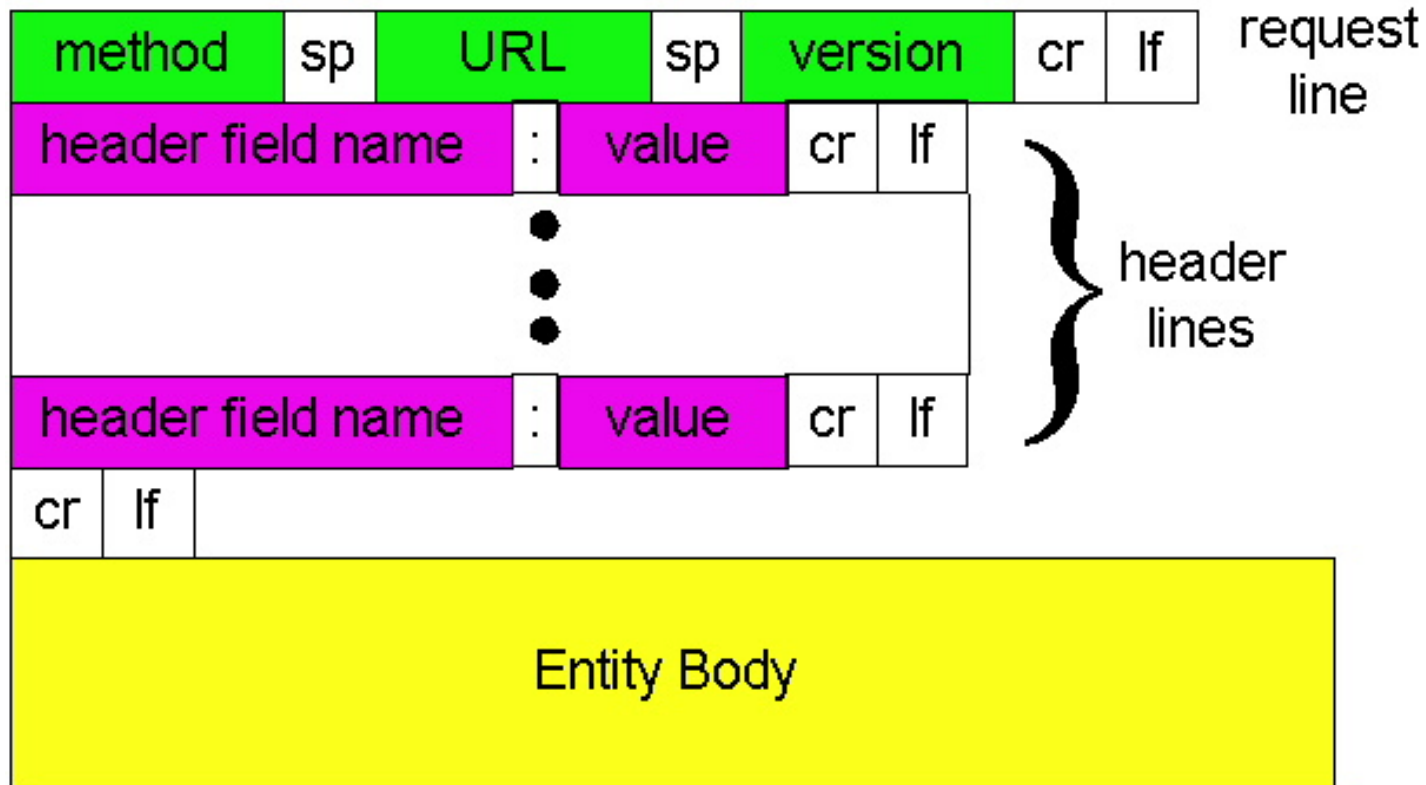 method sp URL sp version cr lf
request
line
header field name : value cr lf
header
lines
header field name : value cr lf
cr lf
Entity Body